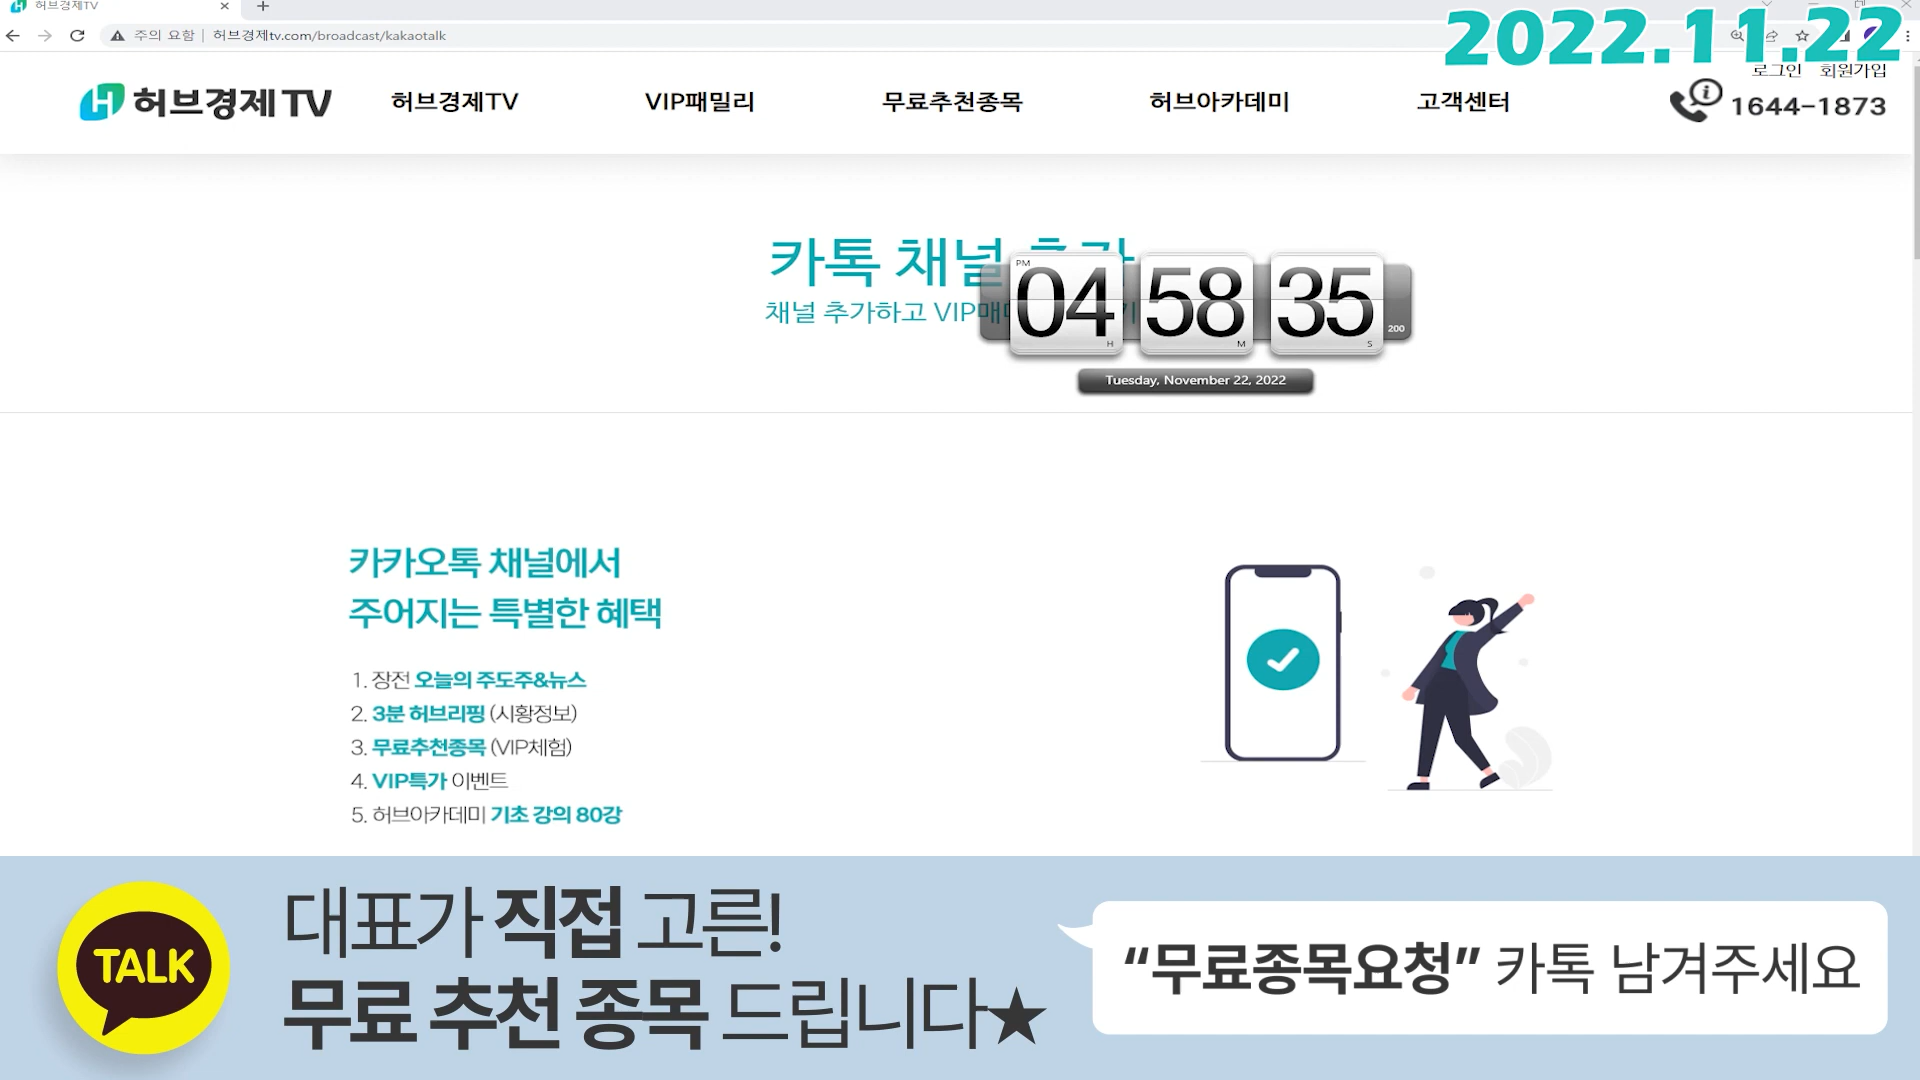 허브경제TV
주의 요함 | 허브경제tv.com/broadcast/kakaotalk
2022.11.22
로그인 회원가입
허브경제TV
허브경제TV VIP패밀리 무료추천종목 허브아카데미 고객센터
1644-1873
카톡 채널
채널 추가하고
PM 04 H 58 M 35 S 200
Tuesday, November 22, 2022
카카오톡 채널에서
주어지는 특별한 혜택
1. 장전 오늘의 주도주&뉴스
2. 3분 허브리핑 (시황정보)
3. 무료추천종목 (VIP체험)
4. VIP특가 이벤트
5. 허브아카데미 기초 강의 80강
TALK
대표가 직접 고른!
무료 추천 종목 드립니다★
“무료종목요청” 카톡 남겨주세요